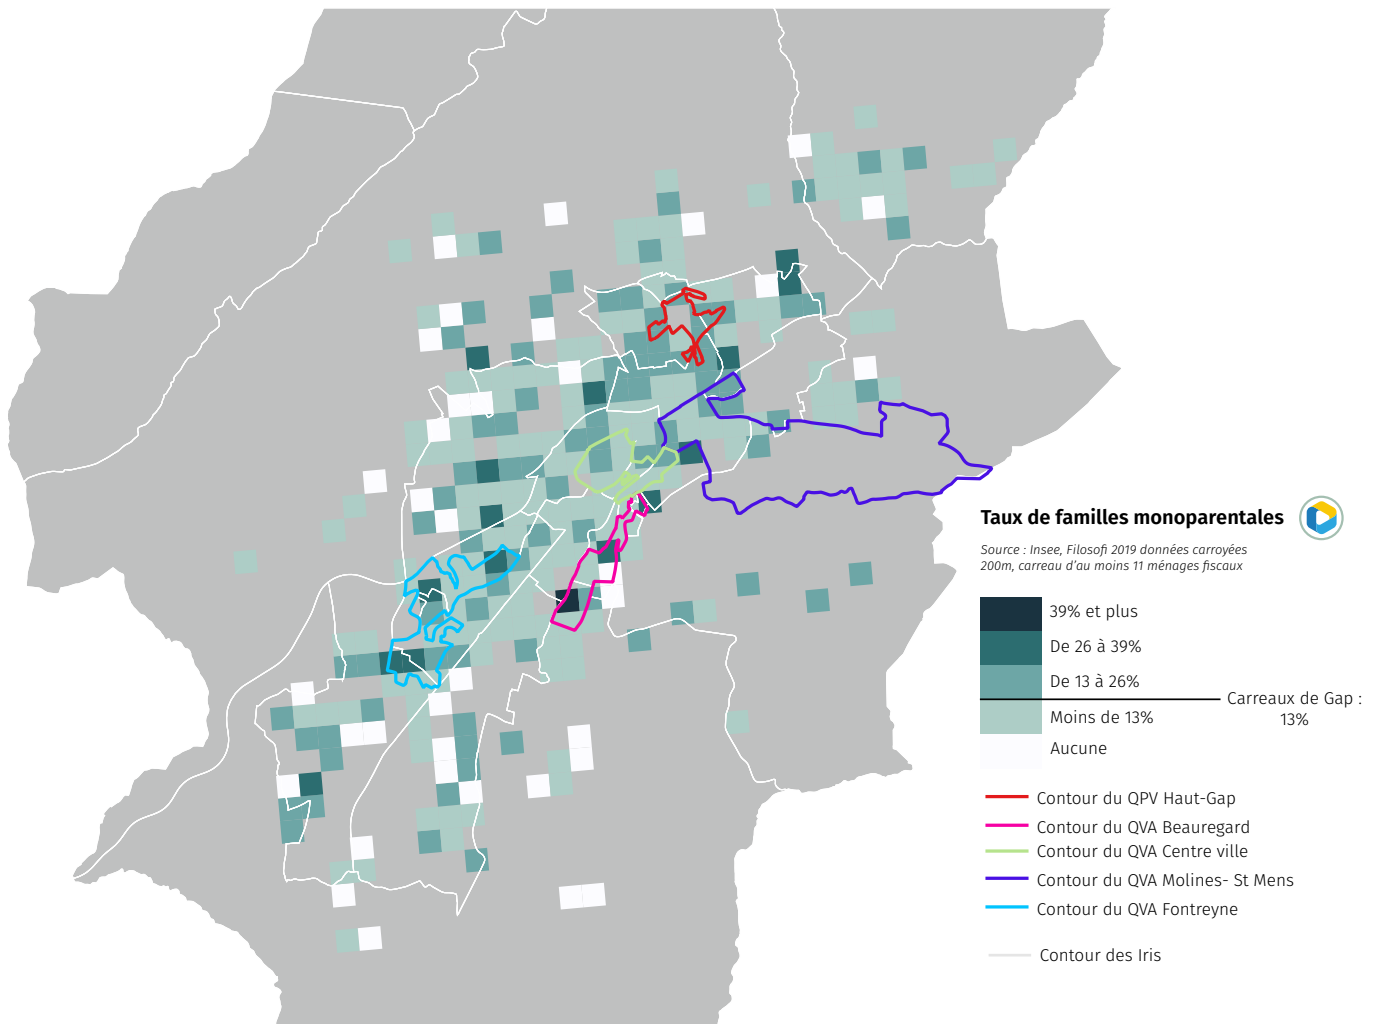 Taux de familles monoparentales
Source : Insee, Filosofi 2019 données carroyées
200m, carreau d’au moins 11 ménages fiscaux
39% et plus
De 26 à 39%
De 13 à 26%
Carreaux de Gap :
13%
Moins de 13%
Aucune
Contour du QPV Haut-Gap
Contour du QVA Beauregard
Contour du QVA Centre ville
Contour du QVA Molines- St Mens
Contour du QVA Fontreyne
Contour des Iris